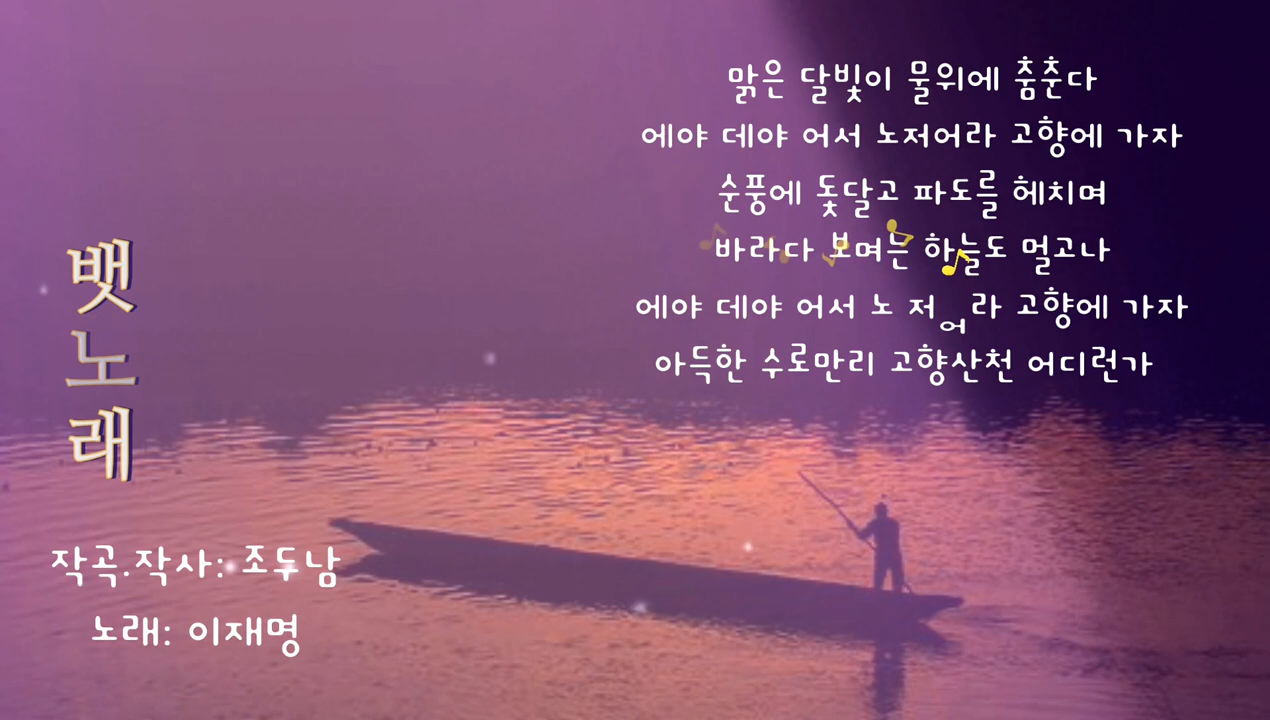 뱃노래
작곡.작사: 조두남
노래: 이재명
맑은 달빛이 물위에 춤춘다
에야 데야 어서 노저어라 고향에 가자
순풍에 돛달고 파도를 헤치며
바라다 보며는 하늘도 멀고나
에야 데야 어서 노 저어라 고향에 가자
아득한 수로만리 고향산천 어디런가